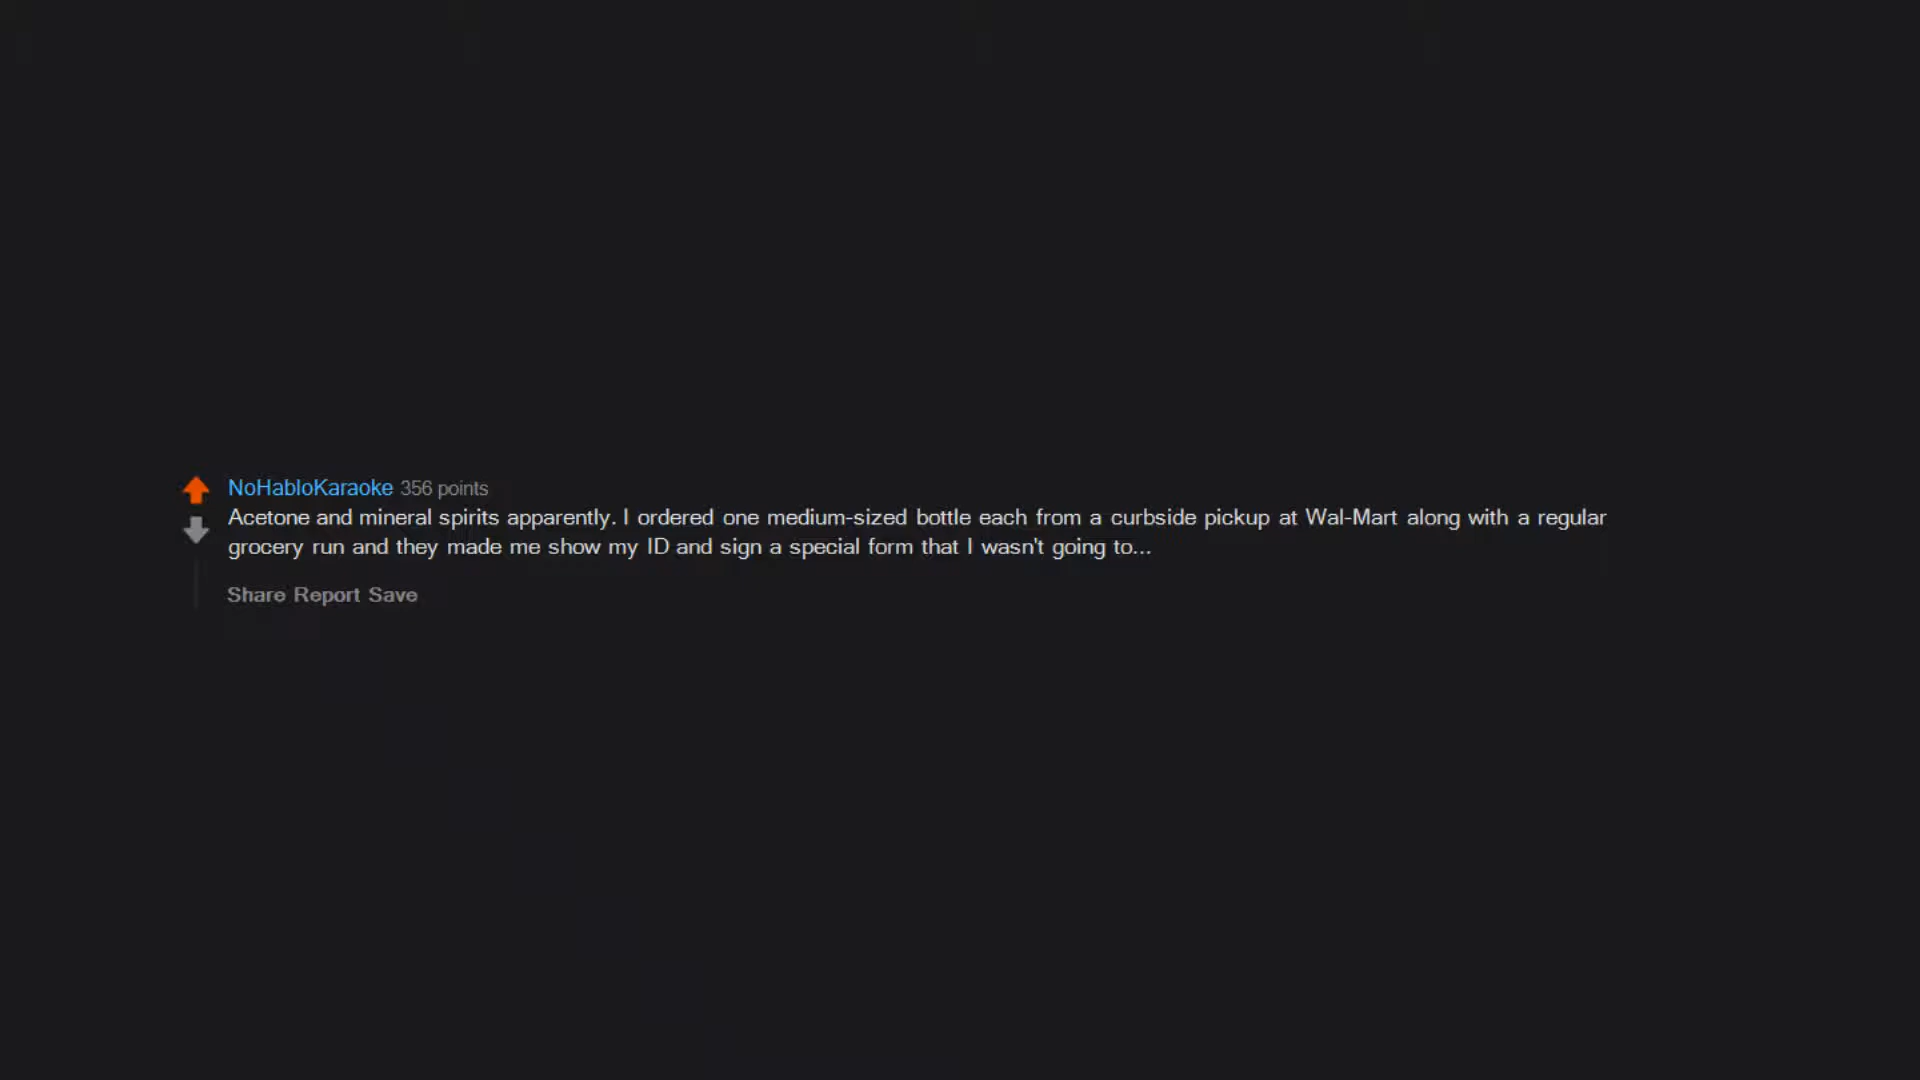 NoHabloKaraoke 356 points
Acetone and mineral spirits apparently. I ordered one medium-sized bottle each from a curbside pickup at Wal-Mart along with a regular
grocery run and they made me show my ID and sign a special form that I wasn't going to...
Share Report Save